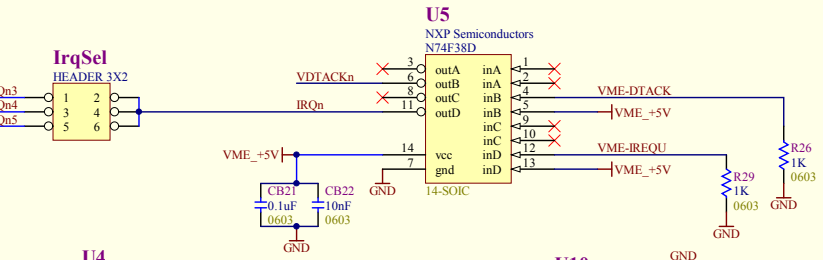 U5
NXP Semiconductors
N74F38D
IrqSel
HEADER 3X2
3 outA inA 1
VDTACKn 6 outB inA 2
8 outC inB 4 VME-DTACK
IRQn 11 outD inB 5 VME_+5V
inC 9
inC 10
VME_+5V 14 vcc inD 12 VME-IREQU
7 gnd inD 13 VME_+5V
14-SOIC
GND
Qn3 1 2
Qn4 3 4
Qn5 5 6
CB21 CB22
0.1uF 10nF
0603 0603
GND
R26
1K
0603
GND
R29
1K
0603
GND
U4
GND